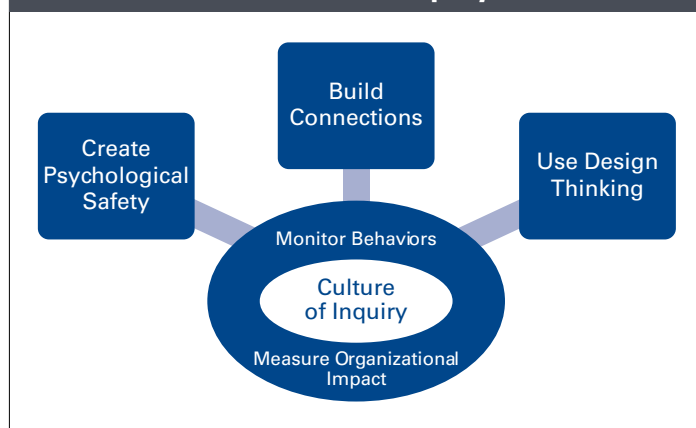 Build
Connections
Create
Psychological
Safety
Use Design
Thinking
Monitor Behaviors
Culture
of Inquiry
Measure Organizational
Impact